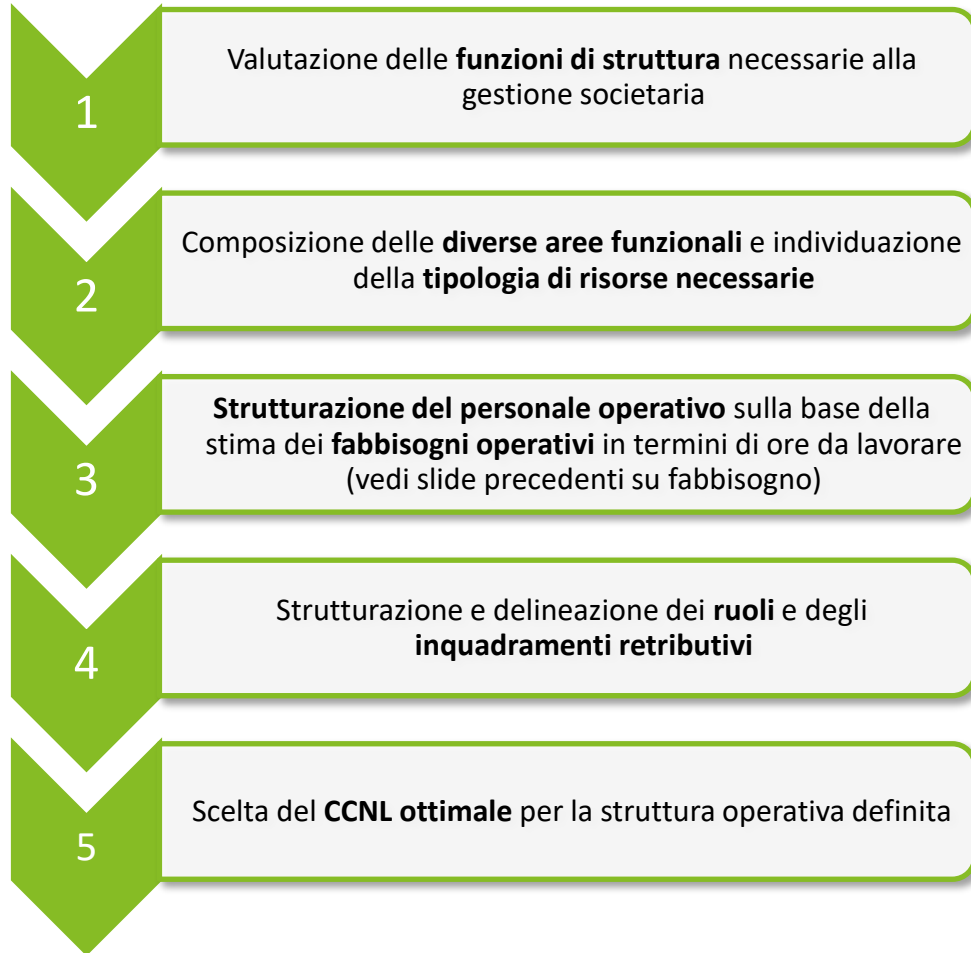 1
Valutazione delle funzioni di struttura necessarie alla
gestione societaria
2
Composizione delle diverse aree funzionali e individuazione
della tipologia di risorse necessarie
3
Strutturazione del personale operativo sulla base della
stima dei fabbisogni operativi in termini di ore da lavorare
(vedi slide precedenti su fabbisogno)
4
Strutturazione e delineazione dei ruoli e degli
inquadramenti retributivi
5
Scelta del CCNL ottimale per la struttura operativa definita